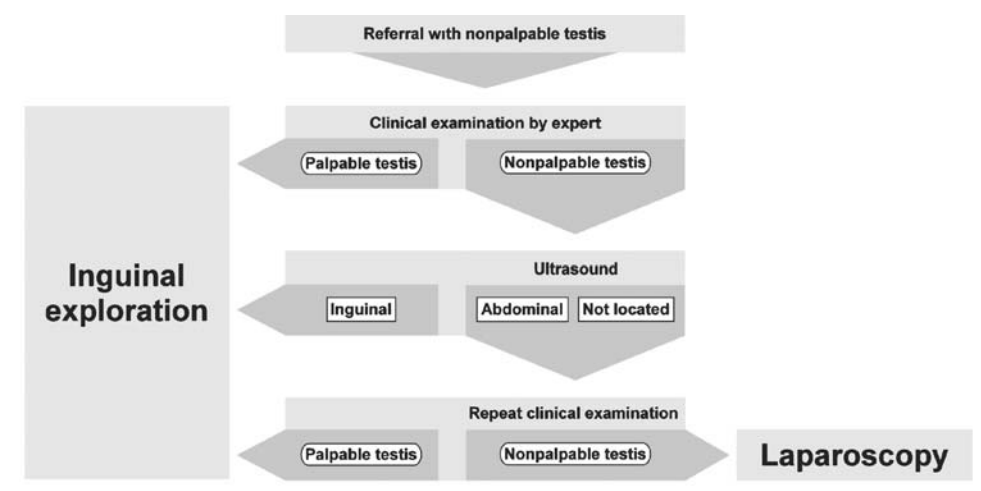 Referral with nonpalpable testis
Clinical examination by expert
Palpable testis
Nonpalpable testis
Inguinal
exploration
Ultrasound
Inguinal
Abdominal
Not located
Repeat clinical examination
Palpable testis
Nonpalpable testis
Laparoscopy